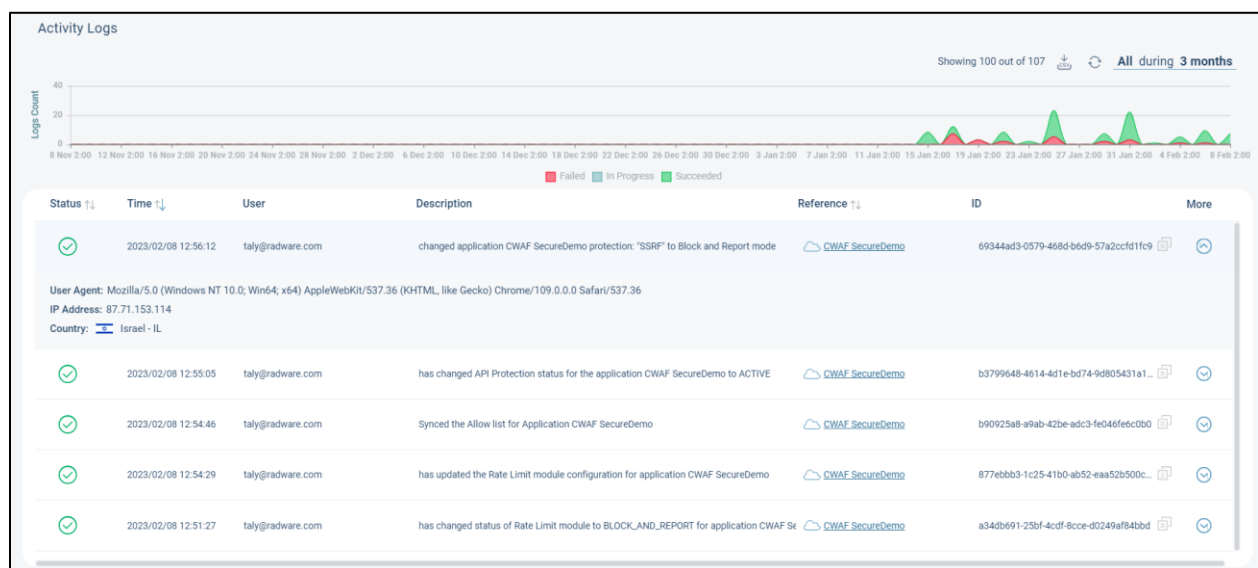 Activity Logs
Showing 100 out of 107 CSV All during 3 months
Logs Count
40
20
0
8 Nov 2:00 12 Nov 2:00 16 Nov 2:00 20 Nov 2:00 24 Nov 2:00 28 Nov 2:00 2 Dec 2:00 6 Dec 2:00 10 Dec 2:00 14 Dec 2:00 18 Dec 2:00 22 Dec 2:00 26 Dec 2:00 30 Dec 2:00 3 Jan 2:00 7 Jan 2:00 11 Jan 2:00 15 Jan 2:00 19 Jan 2:00 23 Jan 2:00 27 Jan 2:00 31 Jan 2:00 4 Feb 2:00 8 Feb 2:00
Failed In Progress Succeeded
Status Time User Description Reference ID More
2023/02/08 12:56:12 taly@radware.com changed application CWAF SecureDemo protection: "SSRF" to Block and Report mode CWAF SecureDemo 69344ad3-0579-468d-b6d9-57a2ccfd1fc9
User Agent: Mozilla/5.0 (Windows NT 10.0; Win64; x64) AppleWebKit/537.36 (KHTML, like Gecko) Chrome/109.0.0.0 Safari/537.36
IP Address: 87.71.153.114
Country: Israel - IL
2023/02/08 12:55:05 taly@radware.com has changed API Protection status for the application CWAF SecureDemo to ACTIVE CWAF SecureDemo b3799648-4614-4d1e-bd74-9d805431a1...
2023/02/08 12:54:46 taly@radware.com Synced the Allow list for Application CWAF SecureDemo CWAF SecureDemo b90925a8-a9ab-42be-adc3-fe046fe6c0b0
2023/02/08 12:54:29 taly@radware.com has updated the Rate Limit module configuration for application CWAF SecureDemo CWAF SecureDemo 877ebbb3-1c25-41b0-ab52-eaa52b500c...
2023/02/08 12:51:27 taly@radware.com has changed status of Rate Limit module to BLOCK_AND_REPORT for application CWAF Se CWAF SecureDemo a34db691-25bf-4cdf-8cce-d0249af84bbd